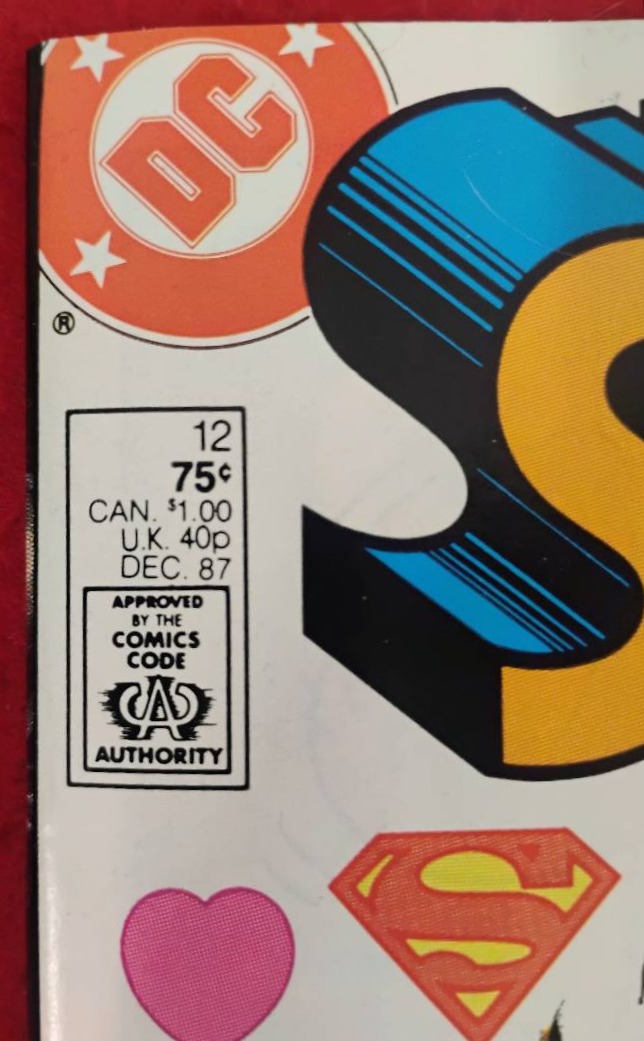 DC
®
S
12
75¢
CAN. $1.00
U.K. 40p
DEC. 87
APPROVED
BY THE
COMICS
CODE
CA
AUTHORITY
S